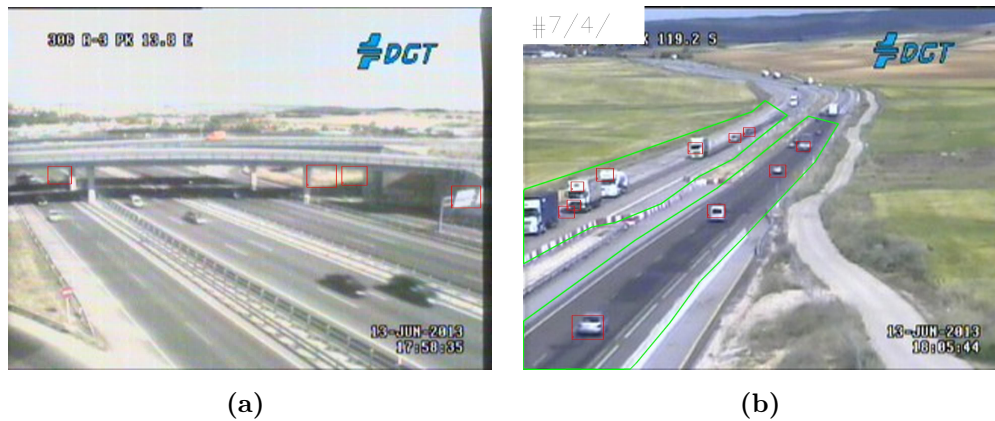 306 A-3 PK 13.8 E
DGT
13-JUN-2013
17:58:35
(a)
#7/4/
K 119.2 S
DGT
13-JUN-2013
18:05:44
(b)